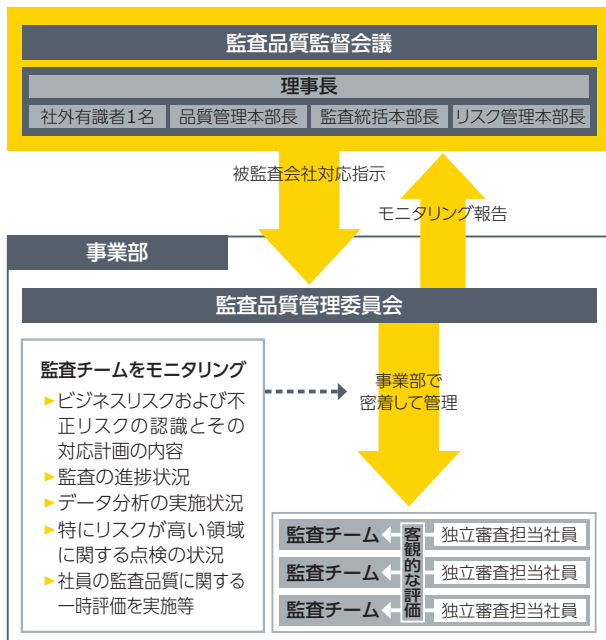 監査品質監督会議
理事長
社外有識者1名 品質管理本部長 監査統括本部長 リスク管理本部長
被監査会社対応指示
モニタリング報告
事業部
監査品質管理委員会
監査チームをモニタリング
►ビジネスリスクおよび不
正リスクの認識とその
対応計画の内容
►監査の進捗状況
►データ分析の実施状況
►特にリスクが高い領域
に関する点検の状況
►社員の監査品質に関する
一時評価を実施等
事業部で
密着して管理
監査チーム 独立審査担当社員
監査チーム 独立審査担当社員
監査チーム 独立審査担当社員
客観的な評価